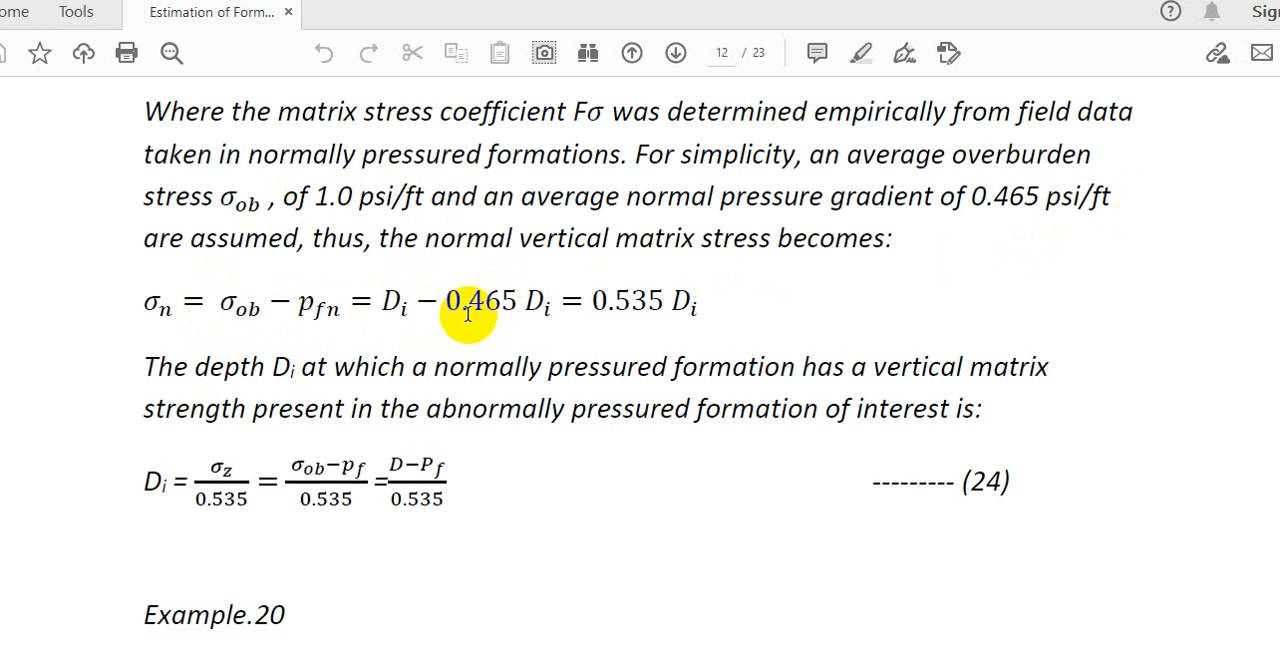 ome Tools Estimation of Form... × Sig
12 / 23
Where the matrix stress coefficient Fσ was determined empirically from field data
taken in normally pressured formations. For simplicity, an average overburden
stress σob , of 1.0 psi/ft and an average normal pressure gradient of 0.465 psi/ft
are assumed, thus, the normal vertical matrix stress becomes:
σn = σob − pfn = Di − 0.465 Di = 0.535 Di
The depth Di at which a normally pressured formation has a vertical matrix
strength present in the abnormally pressured formation of interest is:
Di = σz/0.535 = σob−pf/0.535 = D−Pf/0.535 --------- (24)
Example.20